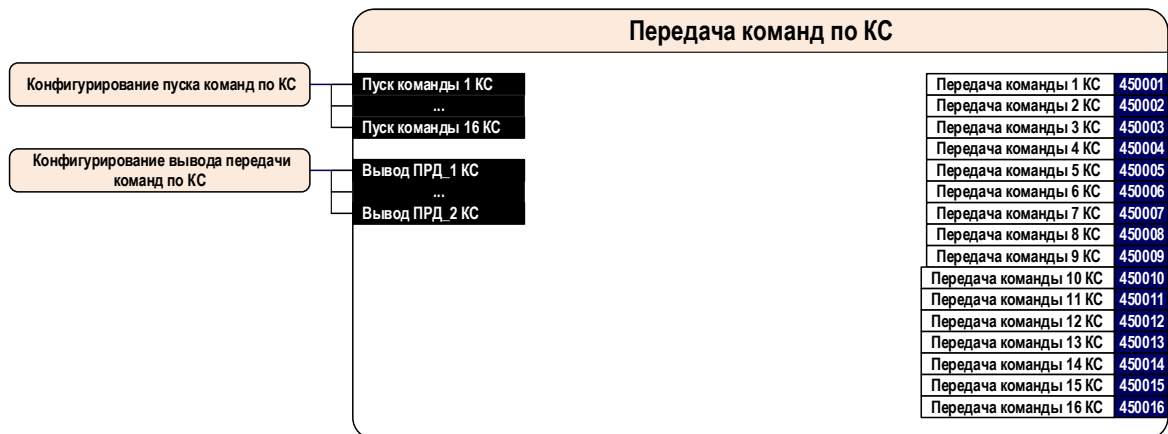 Передача команд по КС
Конфигурирование пуска команд по КС
Пуск команды 1 КС
...
Пуск команды 16 КС
Конфигурирование вывода передачи
команд по КС
Вывод ПРД_1 КС
...
Вывод ПРД_2 КС
Передача команды 1 КС 450001
Передача команды 2 КС 450002
Передача команды 3 КС 450003
Передача команды 4 КС 450004
Передача команды 5 КС 450005
Передача команды 6 КС 450006
Передача команды 7 КС 450007
Передача команды 8 КС 450008
Передача команды 9 КС 450009
Передача команды 10 КС 450010
Передача команды 11 КС 450011
Передача команды 12 КС 450012
Передача команды 13 КС 450013
Передача команды 14 КС 450014
Передача команды 15 КС 450015
Передача команды 16 КС 450016